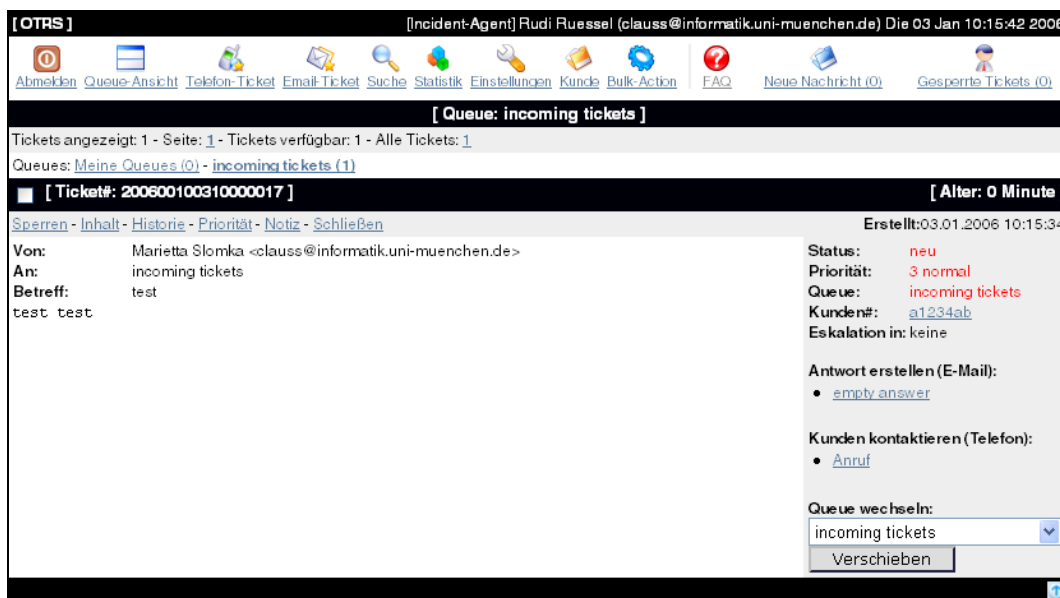 [ OTRS ] [Incident-Agent] Rudi Ruessel (clauss@informatik.uni-muenchen.de) Die 03 Jan 10:15:42 2006
Abmelden Queue-Ansicht Telefon-Ticket Email-Ticket Suche Statistik Einstellungen Kunde Bulk-Action FAQ Neue Nachricht (0) Gesperrte Tickets (0)
[ Queue: incoming tickets ]
Tickets angezeigt: 1 - Seite: 1 - Tickets verfügbar: 1 - Alle Tickets: 1
Queues: Meine Queues (0) - incoming tickets (1)
[ Ticket#: 200600100310000017 ] [ Alter: 0 Minute
Sperren - Inhalt - Historie - Priorität - Notiz - Schließen Erstellt:03.01.2006 10:15:34
Von: Marietta Slomka <clauss@informatik.uni-muenchen.de>
An: incoming tickets
Betreff: test
test test
Status: neu
Priorität: 3 normal
Queue: incoming tickets
Kunden#: a1234ab
Eskalation in: keine
Antwort erstellen (E-Mail):
• empty answer
Kunden kontaktieren (Telefon):
• Anruf
Queue wechseln:
incoming tickets
Verschieben